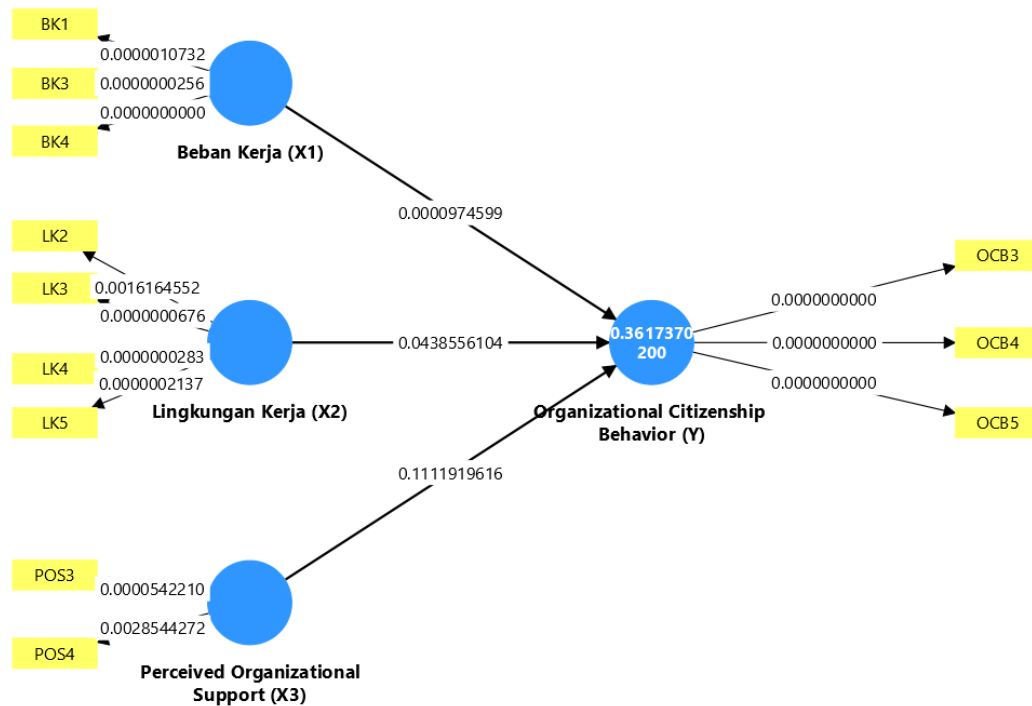 BK1
0.0000010732
BK3
0.0000000256
0.0000000000
BK4
Beban Kerja (X1)
0.0000974599
LK2
0.0016164552
LK3
0.0000000676
0.0000000283
LK4
0.0000002137
LK5
Lingkungan Kerja (X2)
0.0438556104
0.3617370
200
Organizational Citizenship
Behavior (Y)
0.0000000000
OCB3
0.0000000000
OCB4
0.0000000000
OCB5
0.1111919616
POS3
0.0000542210
0.0028544272
POS4
Perceived Organizational
Support (X3)